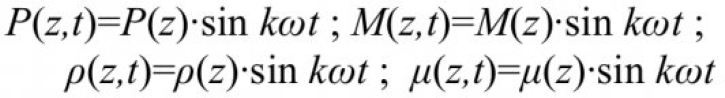 P(z,t)=P(z)·sin kωt ; M(z,t)=M(z)·sin kωt ;
ρ(z,t)=ρ(z)·sin kωt ; μ(z,t)=μ(z)·sin kωt